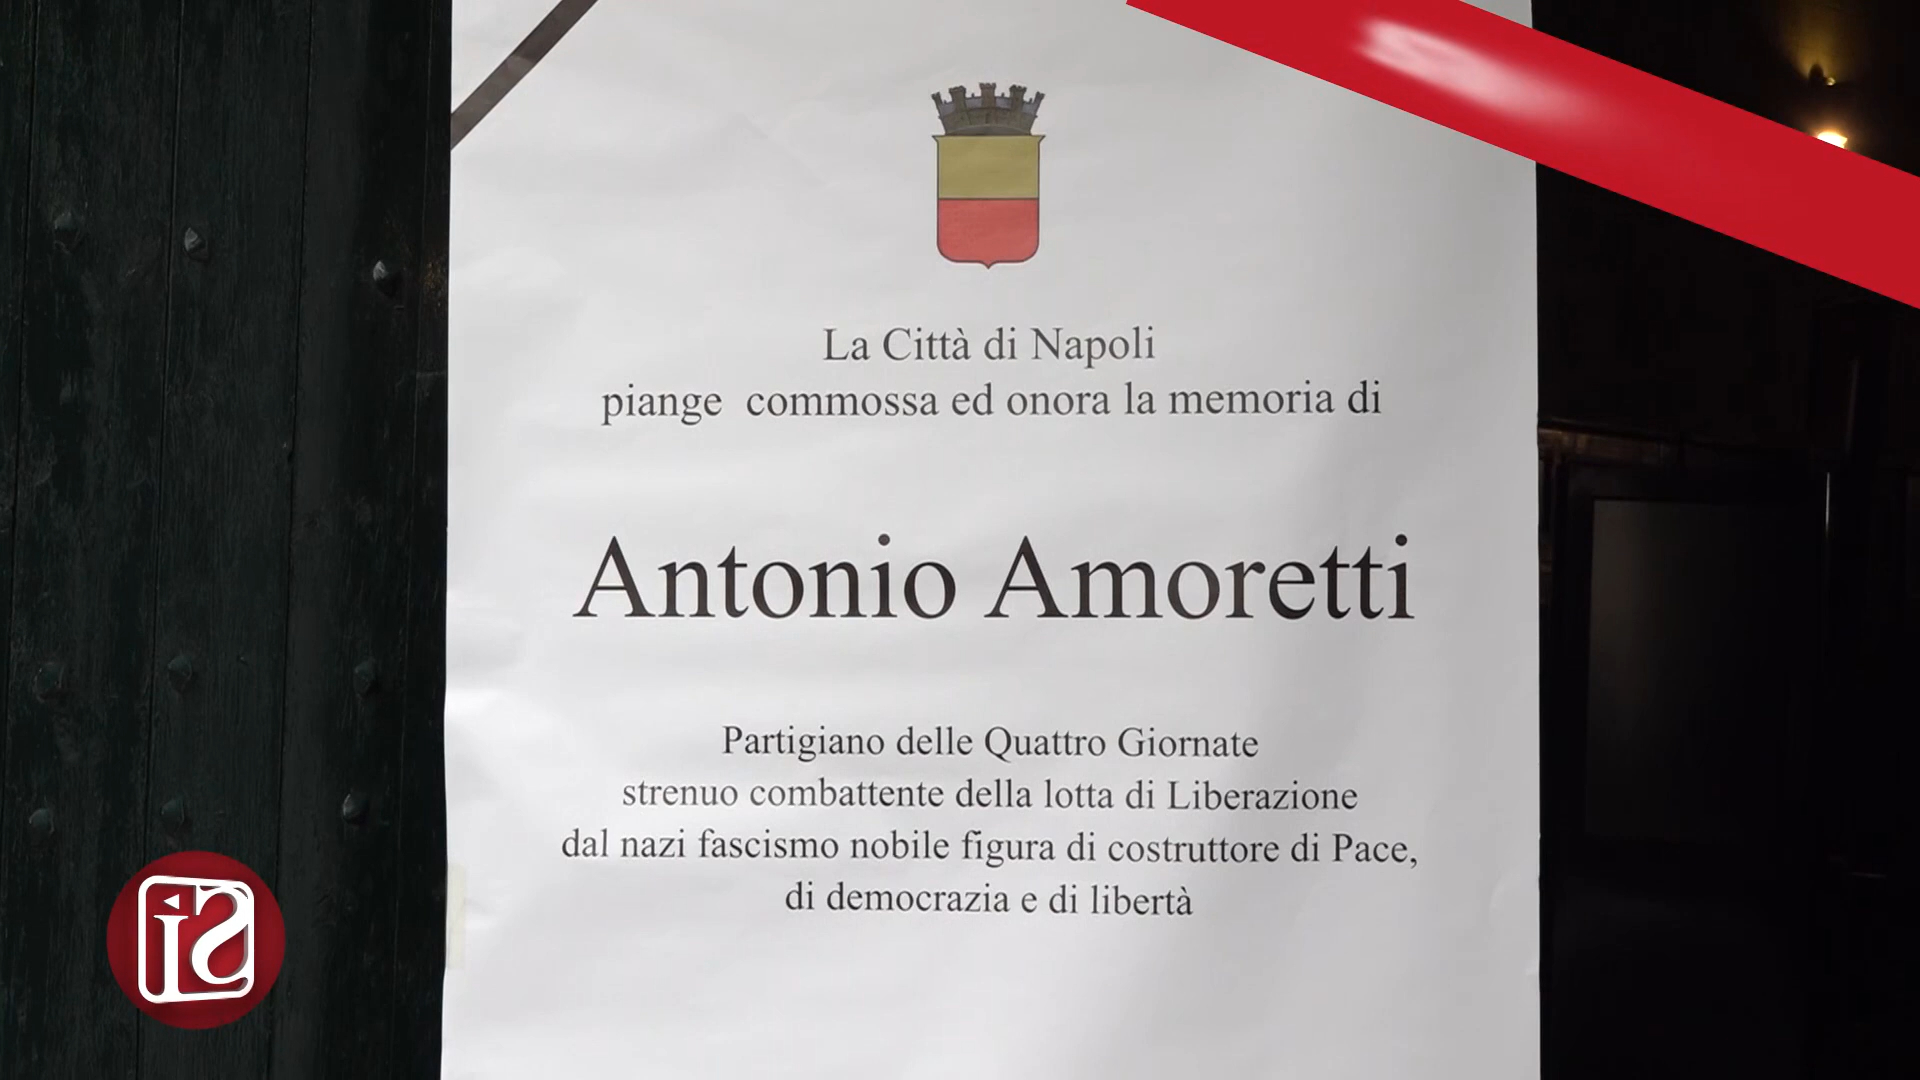 La Città di Napoli
piange commossa ed onora la memoria di
Antonio Amoretti
Partigiano delle Quattro Giornate
strenuo combattente della lotta di Liberazione
dal nazi fascismo nobile figura di costruttore di Pace,
di democrazia e di libertà
iS